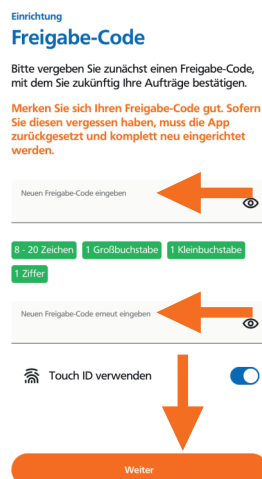 Einrichtung
Freigabe-Code
Bitte vergeben Sie zunächst einen Freigabe-Code,
mit dem Sie zukünftig Ihre Aufträge bestätigen.
Merken Sie sich Ihren Freigabe-Code gut. Sofern
Sie diesen vergessen haben, muss die App
zurückgesetzt und komplett neu eingerichtet
werden.
Neuen Freigabe-Code eingeben
8 - 20 Zeichen 1 Großbuchstabe 1 Kleinbuchstabe
1 Ziffer
Neuen Freigabe-Code erneut eingeben
Touch ID verwenden
Weiter